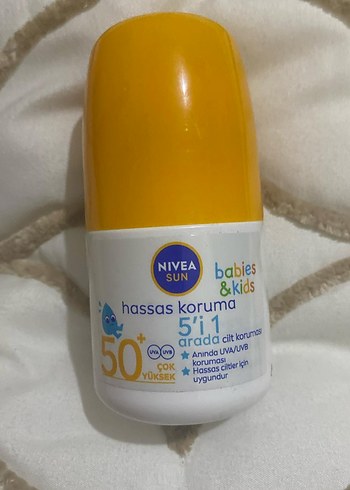 NIVEA
SUN
babies
&kids
hassas koruma
5'i 1
arada cilt koruması
50+
UVA UVB
ÇOK
YÜKSEK
Anında UVA/UVB
koruması
Hassas ciltler için
uygundur